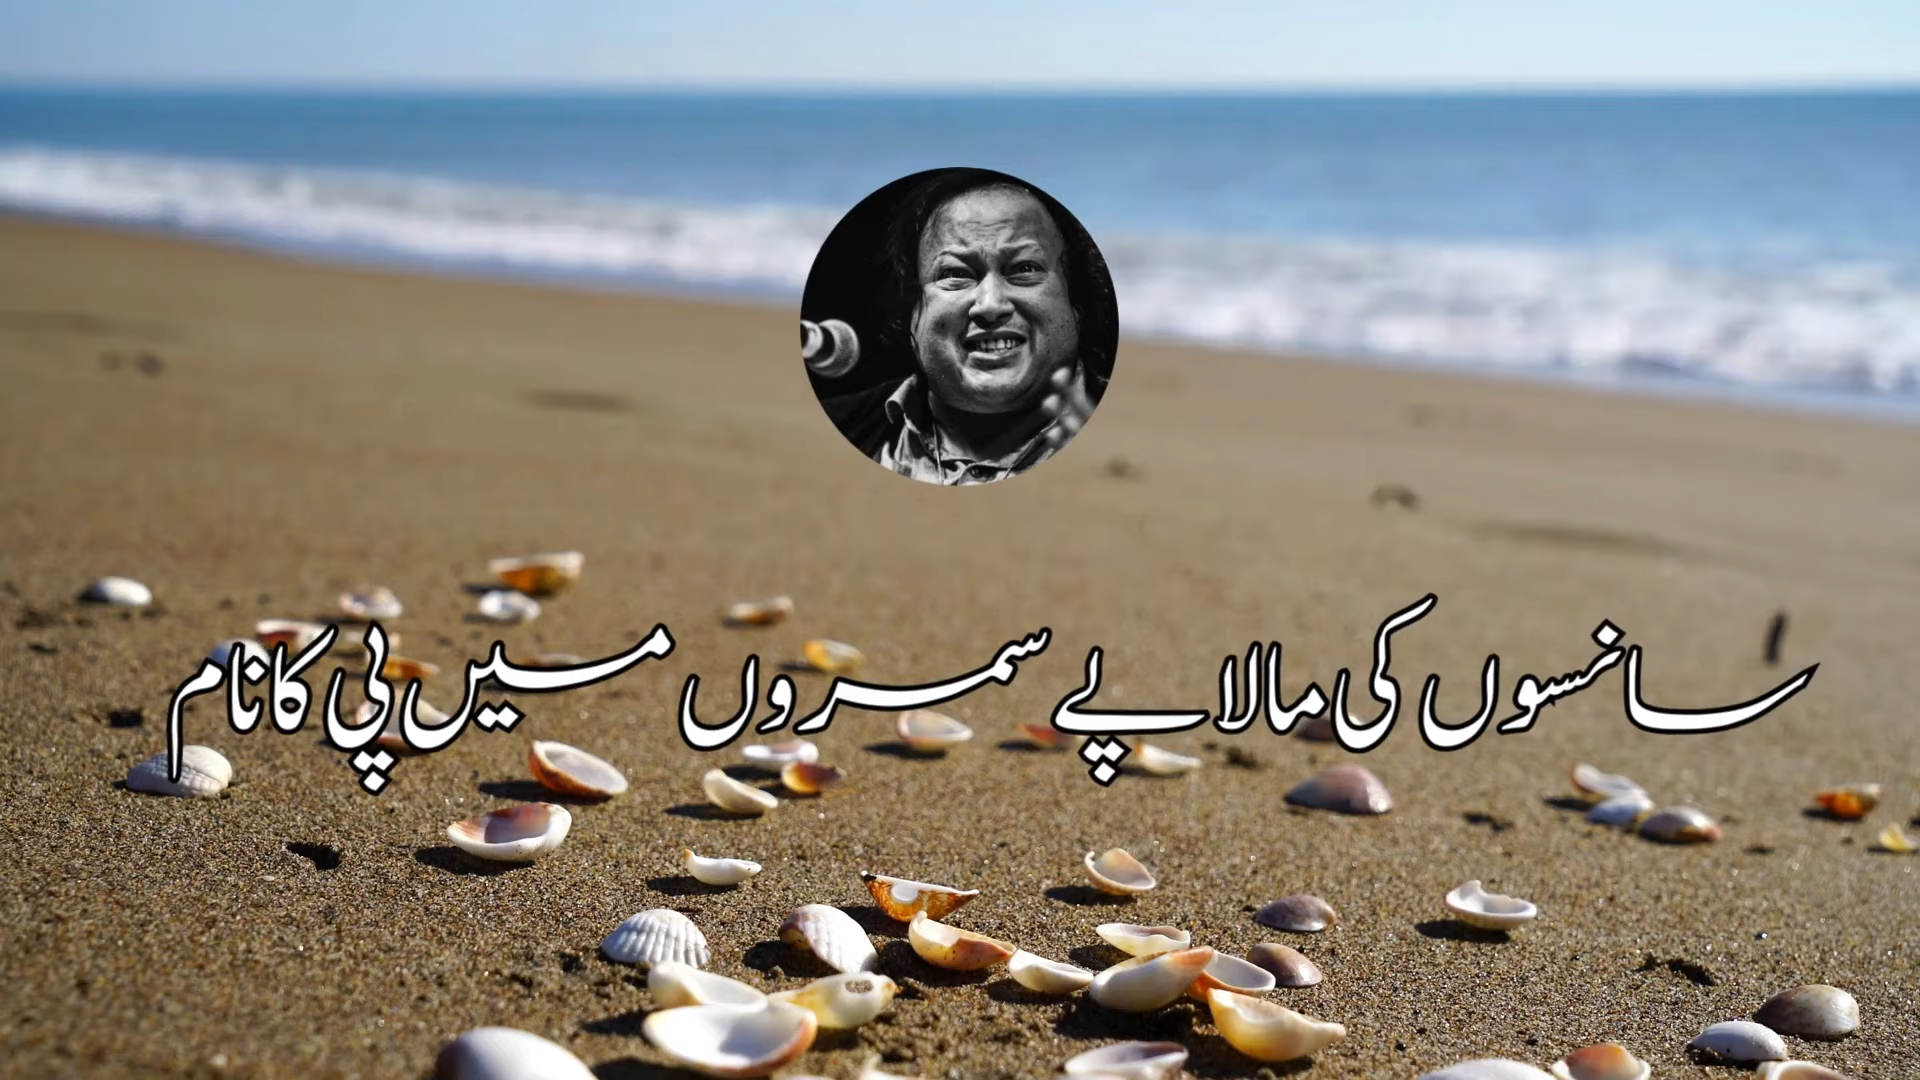 سانسوں کی مالا پے سمروں میں پی کا نام